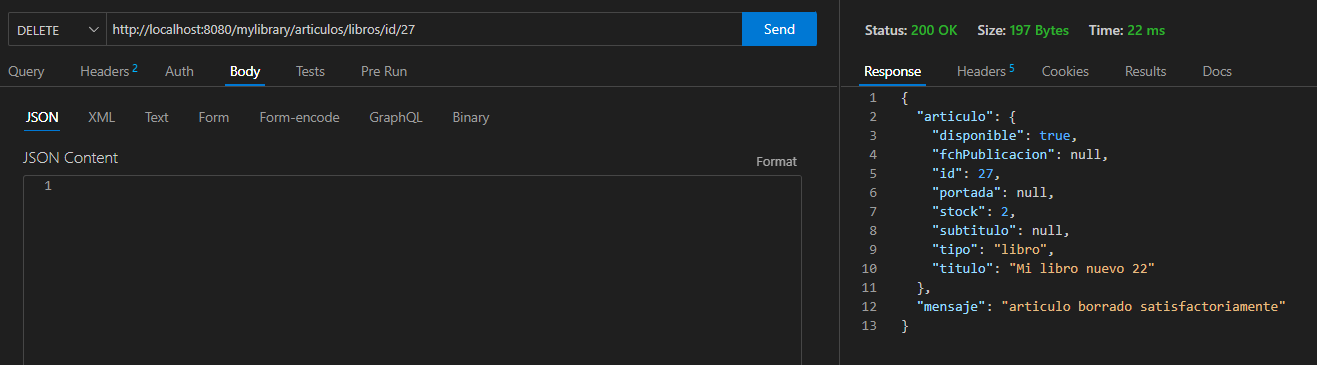 DELETE http://localhost:8080/mylibrary/articulos/libros/id/27 Send
Query Headers 2 Auth Body Tests Pre Run
JSON XML Text Form Form-encode GraphQL Binary
JSON Content Format
1
Status: 200 OK Size: 197 Bytes Time: 22 ms
Response Headers 5 Cookies Results Docs
1 {
2 "articulo": {
3 "disponible": true,
4 "fchPublicacion": null,
5 "id": 27,
6 "portada": null,
7 "stock": 2,
8 "subtitulo": null,
9 "tipo": "libro",
10 "titulo": "Mi libro nuevo 22"
11 },
12 "mensaje": "articulo borrado satisfactoriamente"
13 }